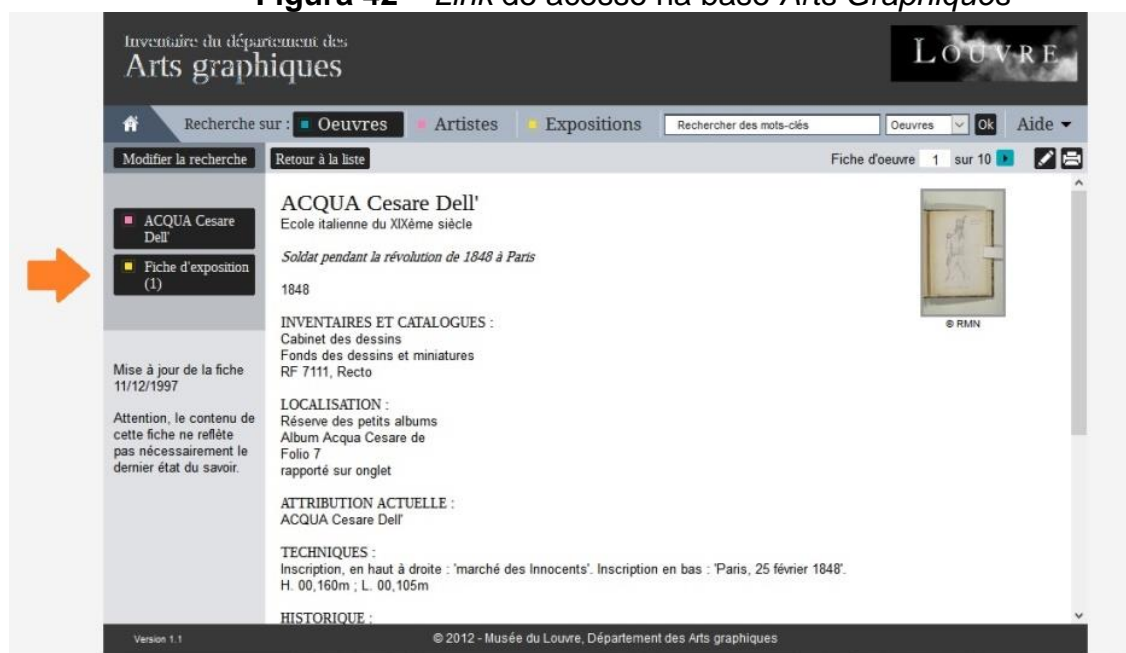 Figura 42 – Link de acesso na base Arts Graphiques
Inventaire du département des
Arts graphiques
LOUVRE
Recherche sur : Oeuvres Artistes Expositions Rechercher des mots-clés Oeuvres Ok Aide
Modifier la recherche Retour à la liste Fiche d'oeuvre 1 sur 10
ACQUA Cesare
Dell'
Fiche d'exposition
(1)
Mise à jour de la fiche
11/12/1997
Attention, le contenu de
cette fiche ne reflète
pas nécessairement le
dernier état du savoir.
ACQUA Cesare Dell'
Ecole italienne du XIXème siècle
Soldat pendant la révolution de 1848 à Paris
1848
INVENTAIRES ET CATALOGUES :
Cabinet des dessins
Fonds des dessins et miniatures
RF 7111, Recto
LOCALISATION :
Réserve des petits albums
Album Acqua Cesare de
Folio 7
rapporté sur onglet
ATTRIBUTION ACTUELLE :
ACQUA Cesare Dell'
TECHNIQUES :
Inscription, en haut à droite : 'marché des Innocents'. Inscription en bas : 'Paris, 25 février 1848'.
H. 00,160m ; L. 00,105m
HISTORIQUE :
© RMN
Version 1.1
© 2012 - Musée du Louvre, Département des Arts graphiques